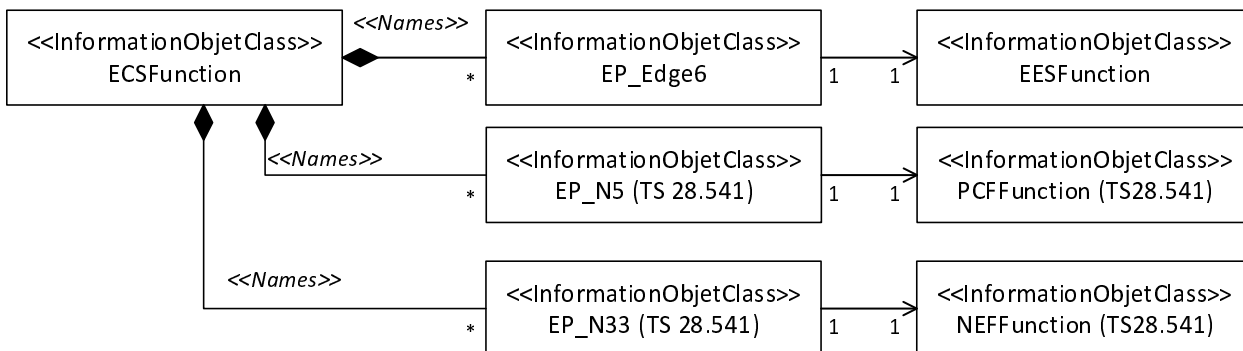 <<Names>>
<<InformationObjetClass>>
ECSFunction
*
<<InformationObjetClass>>
EP_Edge6
1
1
<<InformationObjetClass>>
EESFunction
<<Names>>
*
<<InformationObjetClass>>
EP_N5 (TS 28.541)
1
1
<<InformationObjetClass>>
PCFFunction (TS28.541)
<<Names>>
*
<<InformationObjetClass>>
EP_N33 (TS 28.541)
1
1
<<InformationObjetClass>>
NEFFunction (TS28.541)